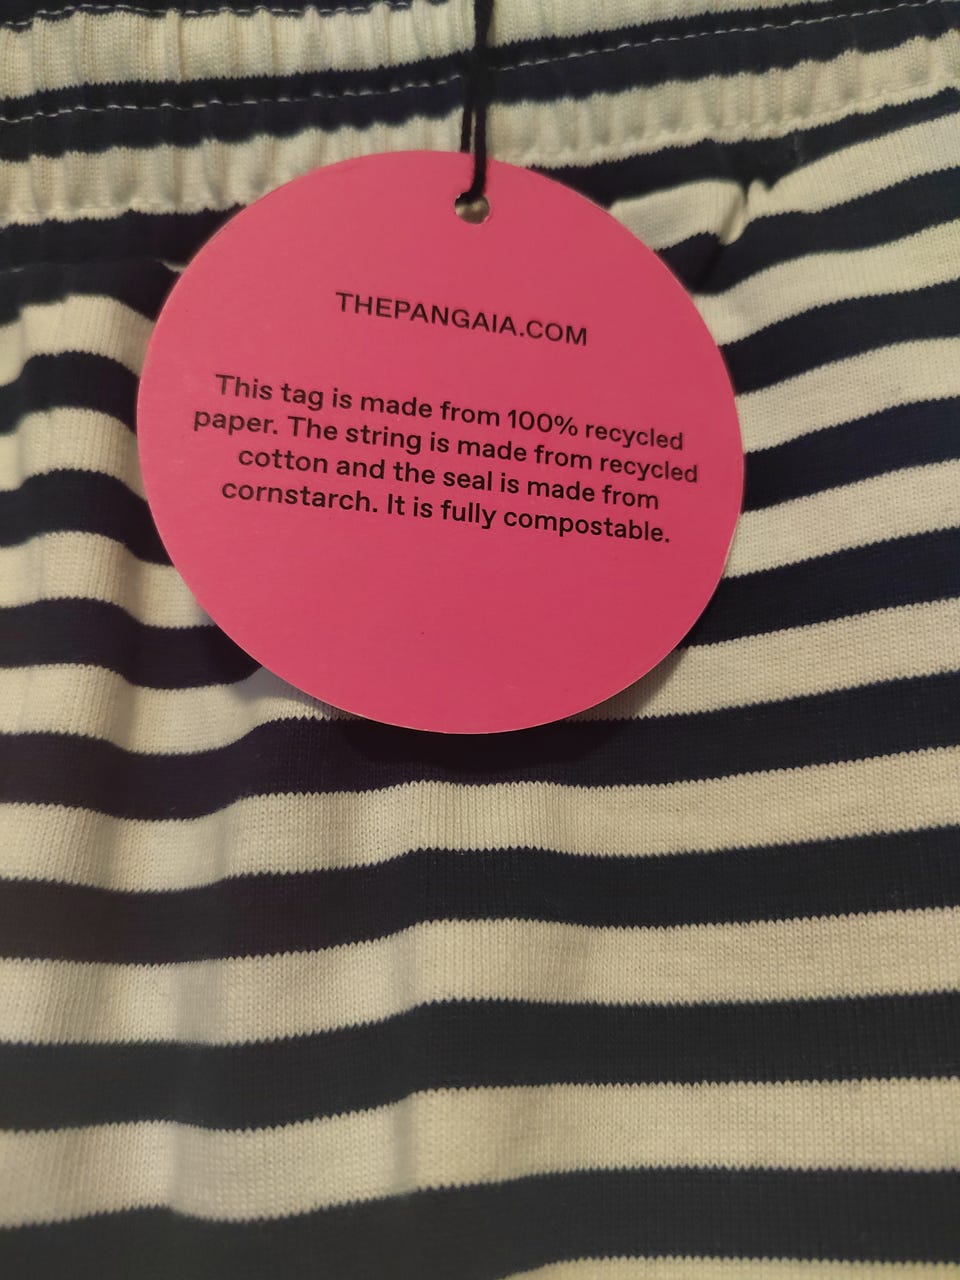 THEPANGAIA.COM
This tag is made from 100% recycled
paper. The string is made from recycled
cotton and the seal is made from
cornstarch. It is fully compostable.